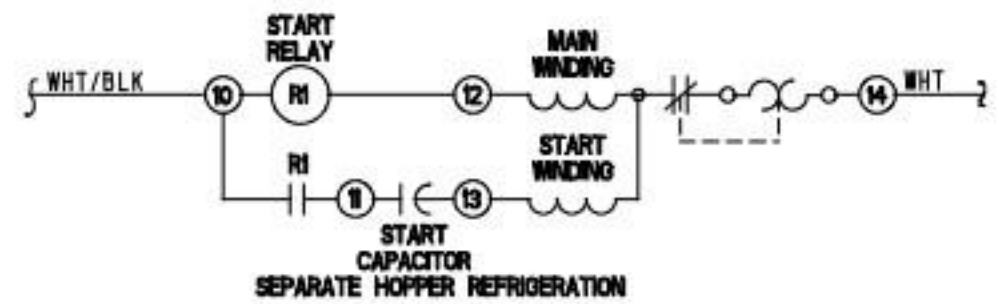 START
RELAY
MAIN
WINDING
WHT/BLK
10
R1
12
14
WHT
START
WINDING
R1
11
13
START
CAPACITOR
SEPARATE HOPPER REFRIGERATION